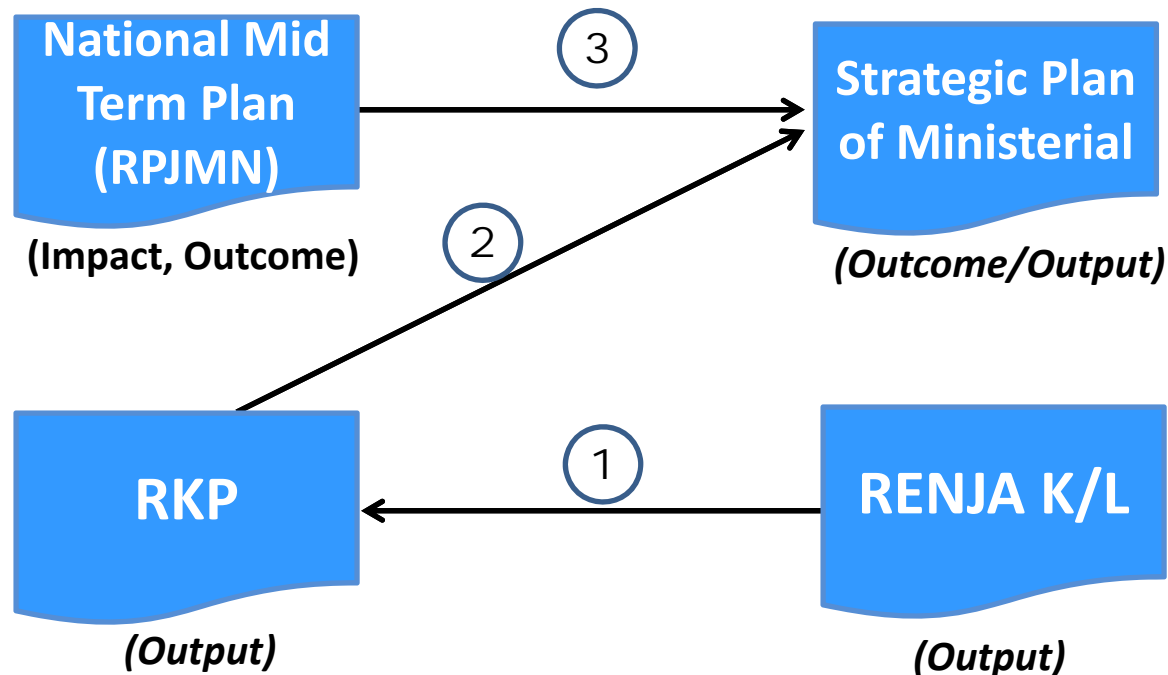 National Mid
Term Plan
(RPJMN)
(Impact, Outcome)
3
Strategic Plan
of Ministerial
(Outcome/Output)
2
RKP
(Output)
1
RENJA K/L
(Output)